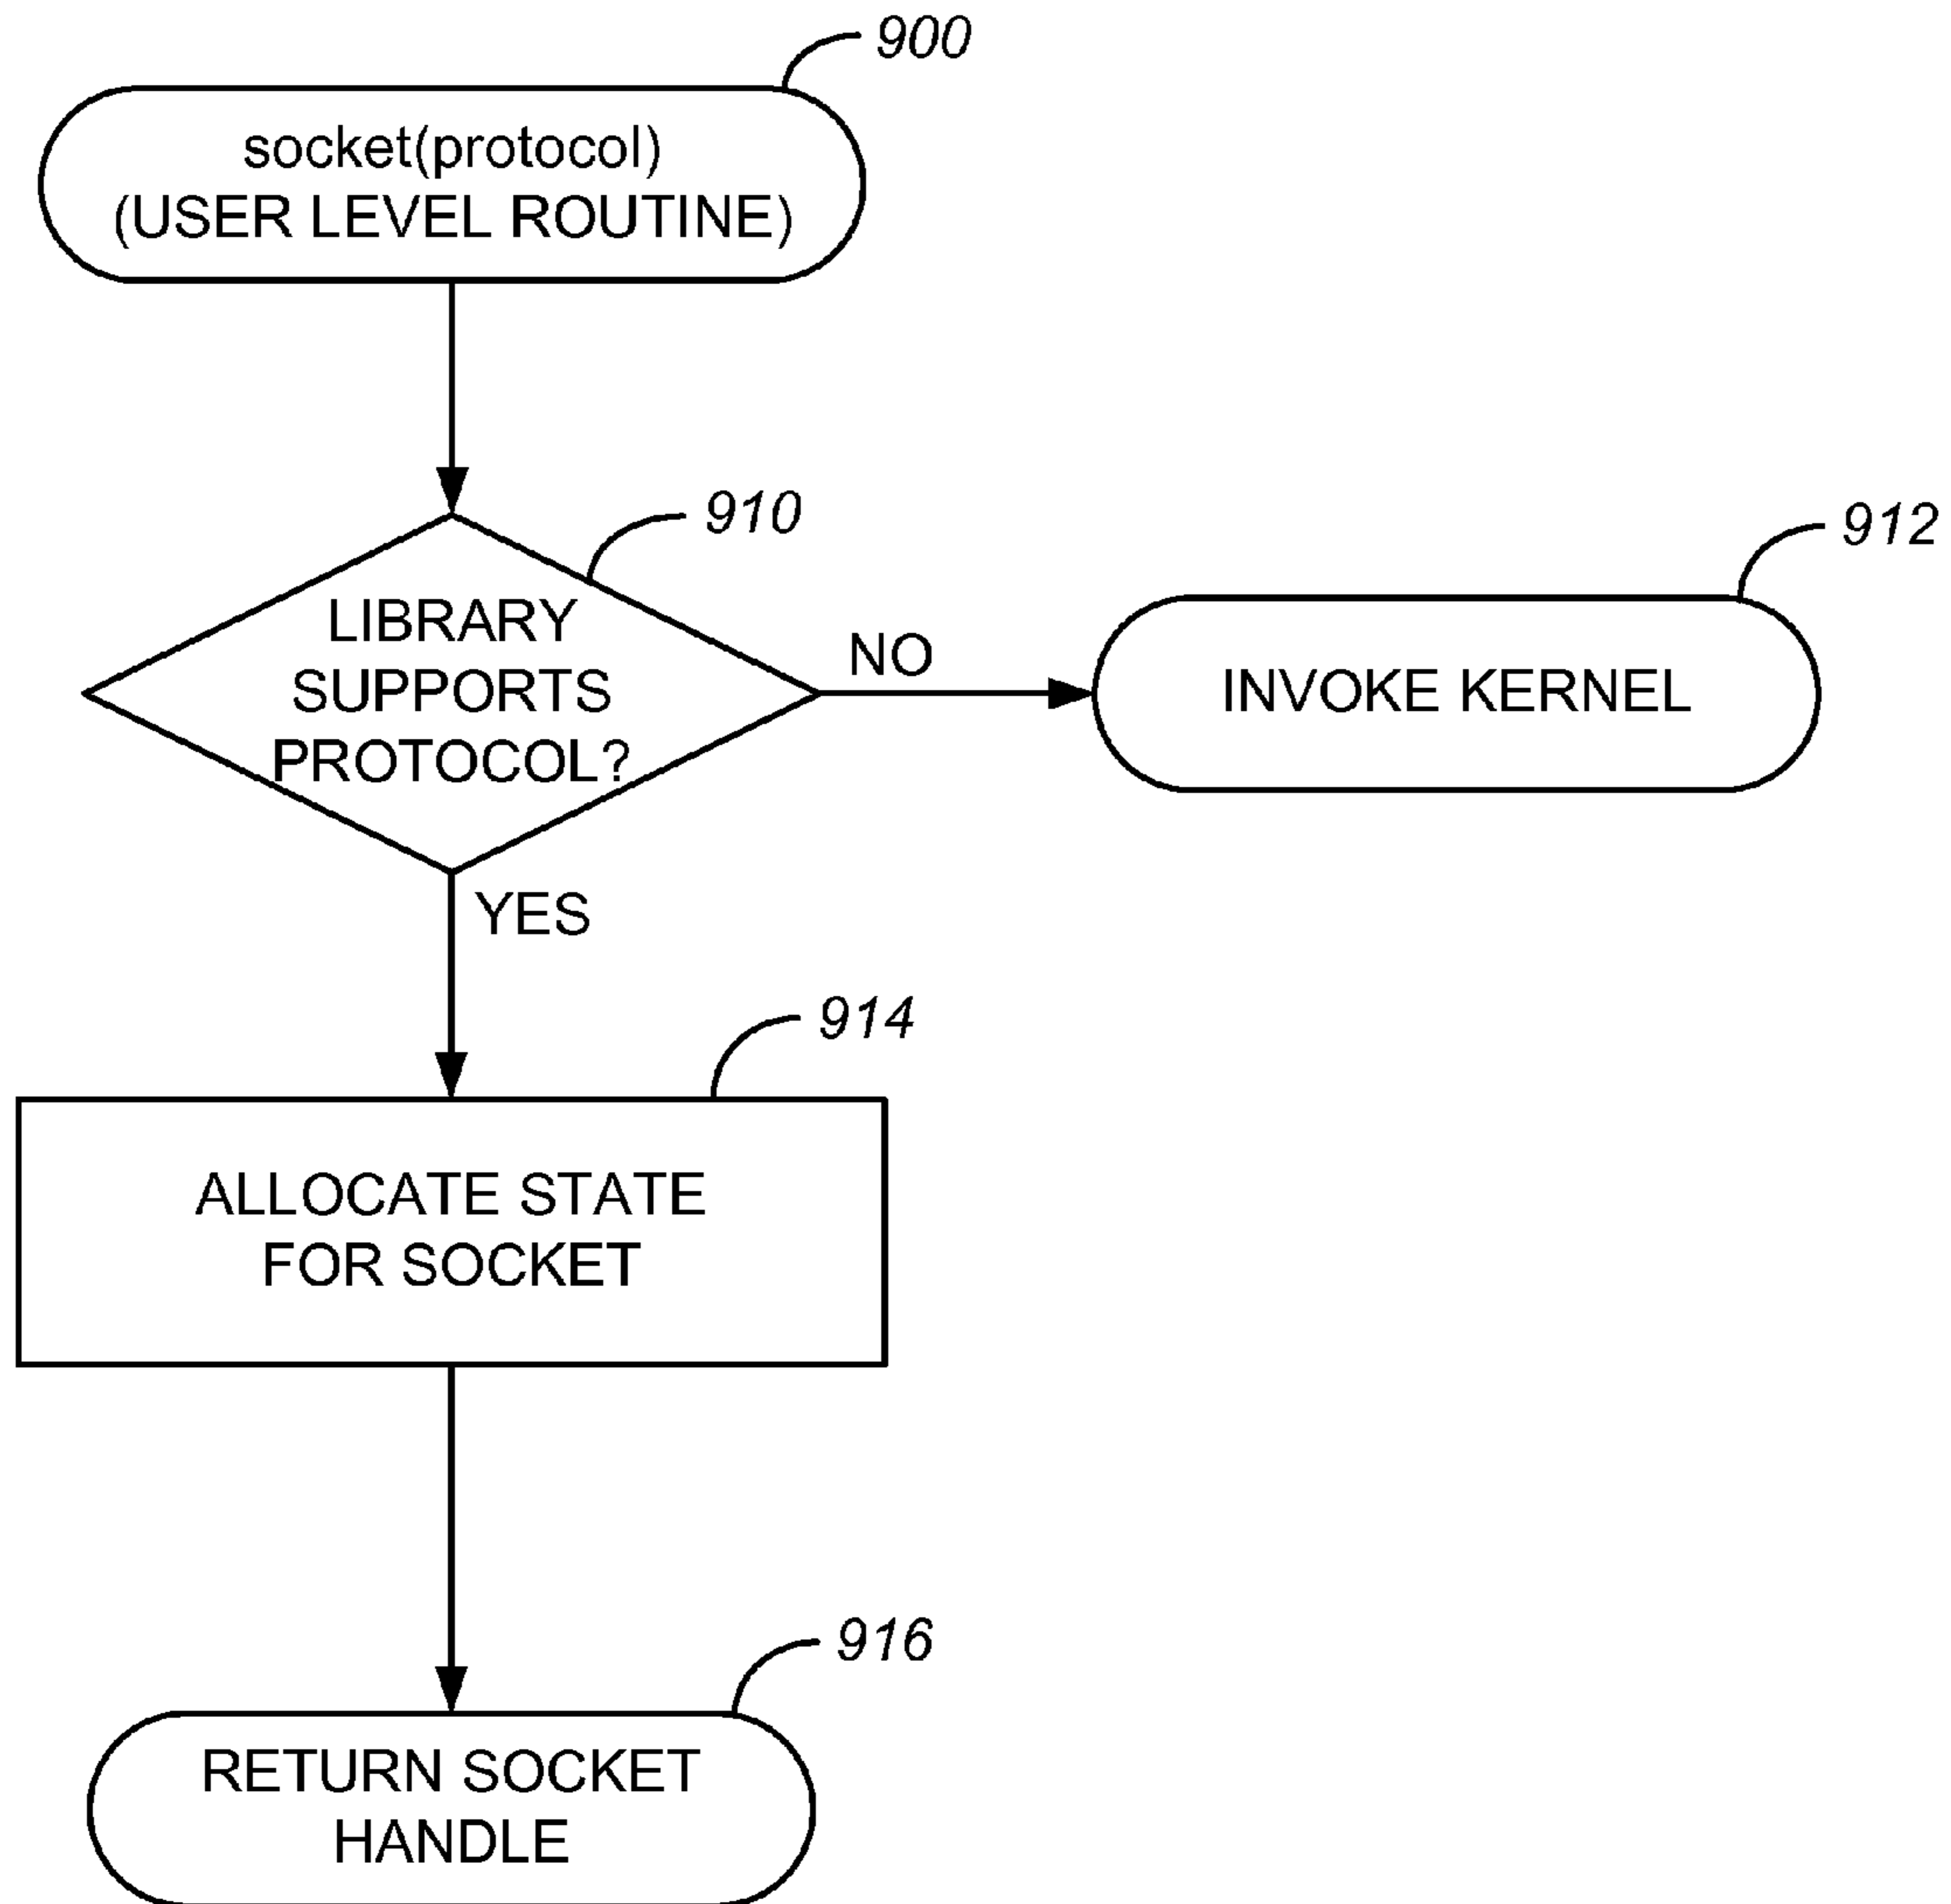 900
socket(protocol)
(USER LEVEL ROUTINE)
910
LIBRARY
SUPPORTS
PROTOCOL?
NO
912
INVOKE KERNEL
YES
914
ALLOCATE STATE
FOR SOCKET
916
RETURN SOCKET
HANDLE